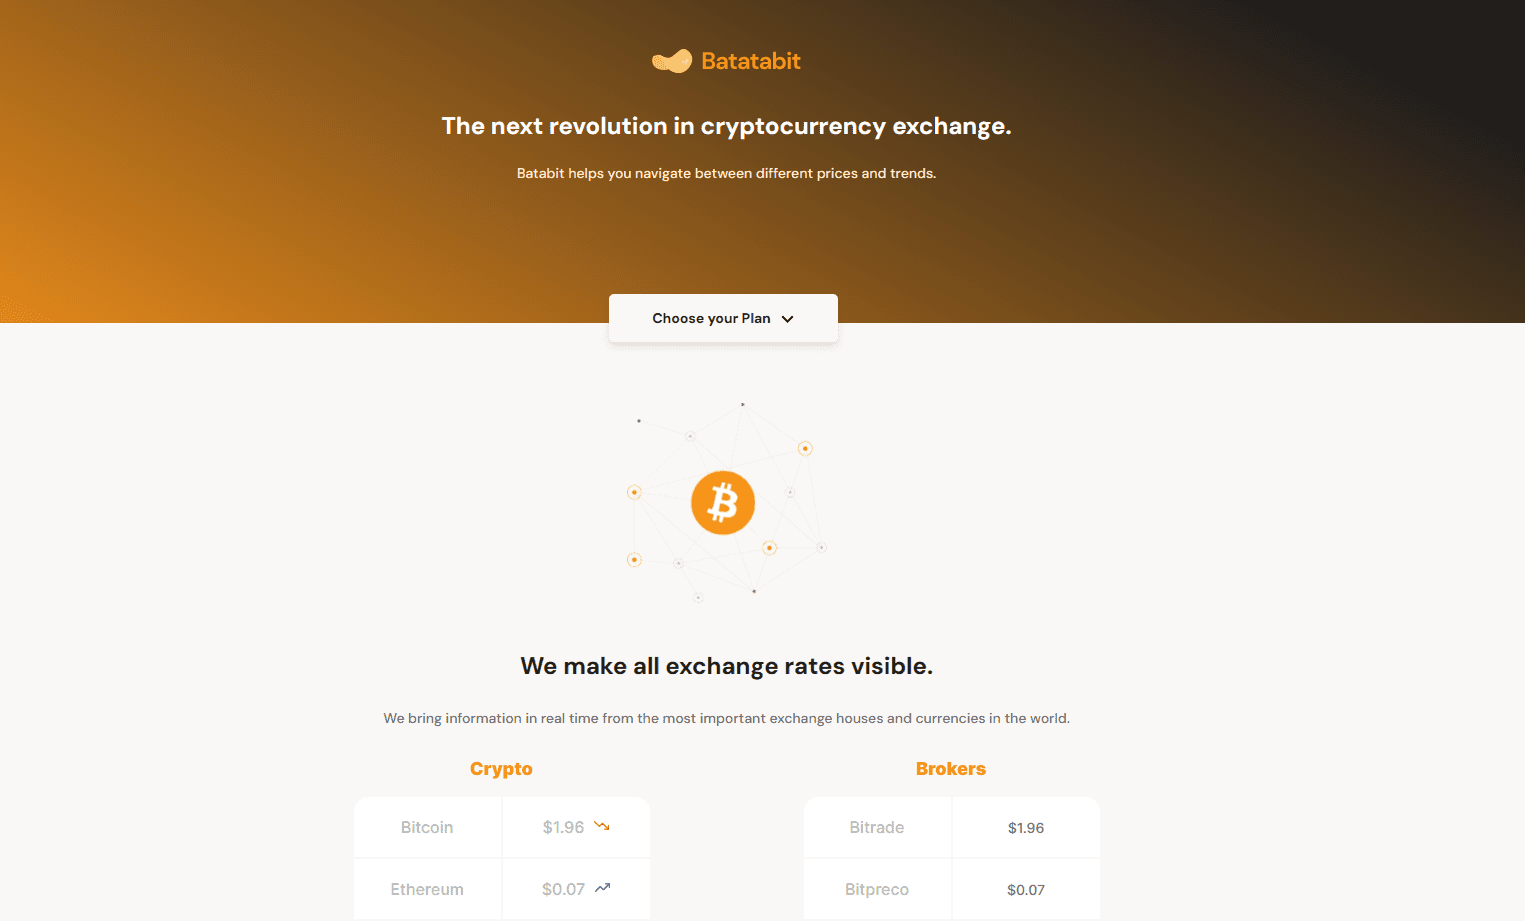 Batatabit
The next revolution in cryptocurrency exchange.
Batabit helps you navigate between different prices and trends.
Choose your Plan
We make all exchange rates visible.
We bring information in real time from the most important exchange houses and currencies in the world.
Crypto
Bitcoin $1.96
Ethereum $0.07
Brokers
Bitrade $1.96
Bitpreco $0.07